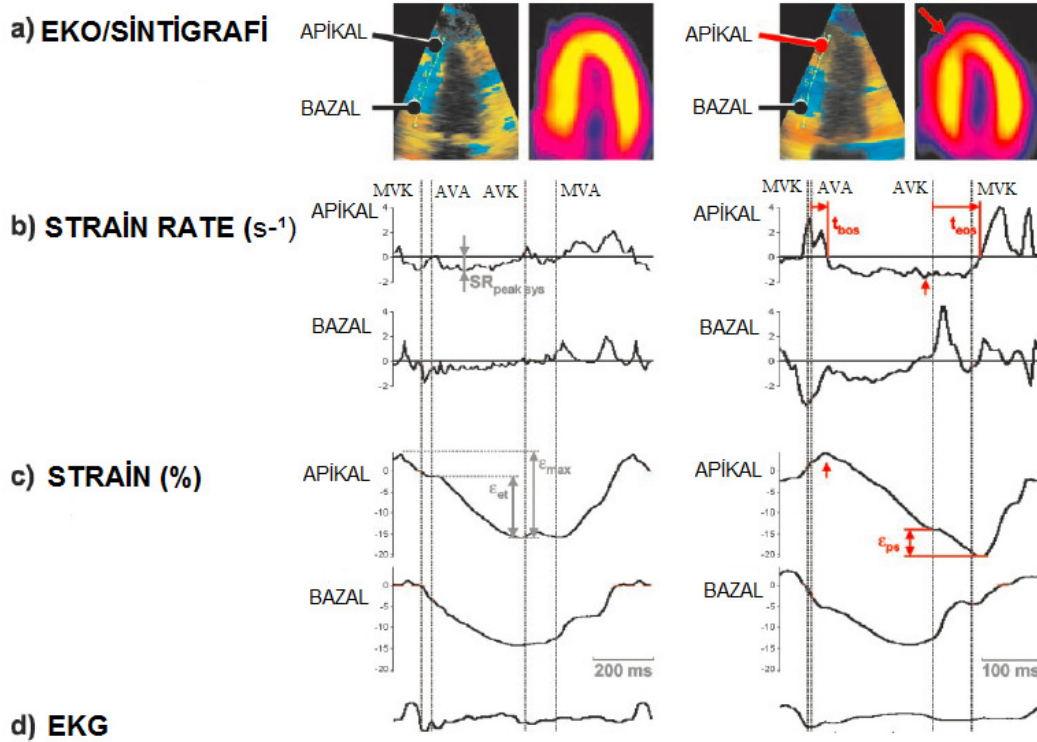 a) EKO/SİNTİGRAFİ
APİKAL
BAZAL
APİKAL
BAZAL
b) STRAİN RATE (s-¹)
MVK AVA AVK MVA
APİKAL
4
2
0
-2
SRpeak sys
MVK AVA AVK MVK
APİKAL
4
2
0
-2
tbos
teos
BAZAL
4
2
0
-2
BAZAL
4
2
0
-2
c) STRAİN (%)
APİKAL
0
-5
-10
-15
-20
εet
εmax
APİKAL
0
-5
-10
-15
-20
εps
BAZAL
0
-5
-10
-15
-20
200 ms
BAZAL
0
-5
-10
-15
-20
100 ms
d) EKG